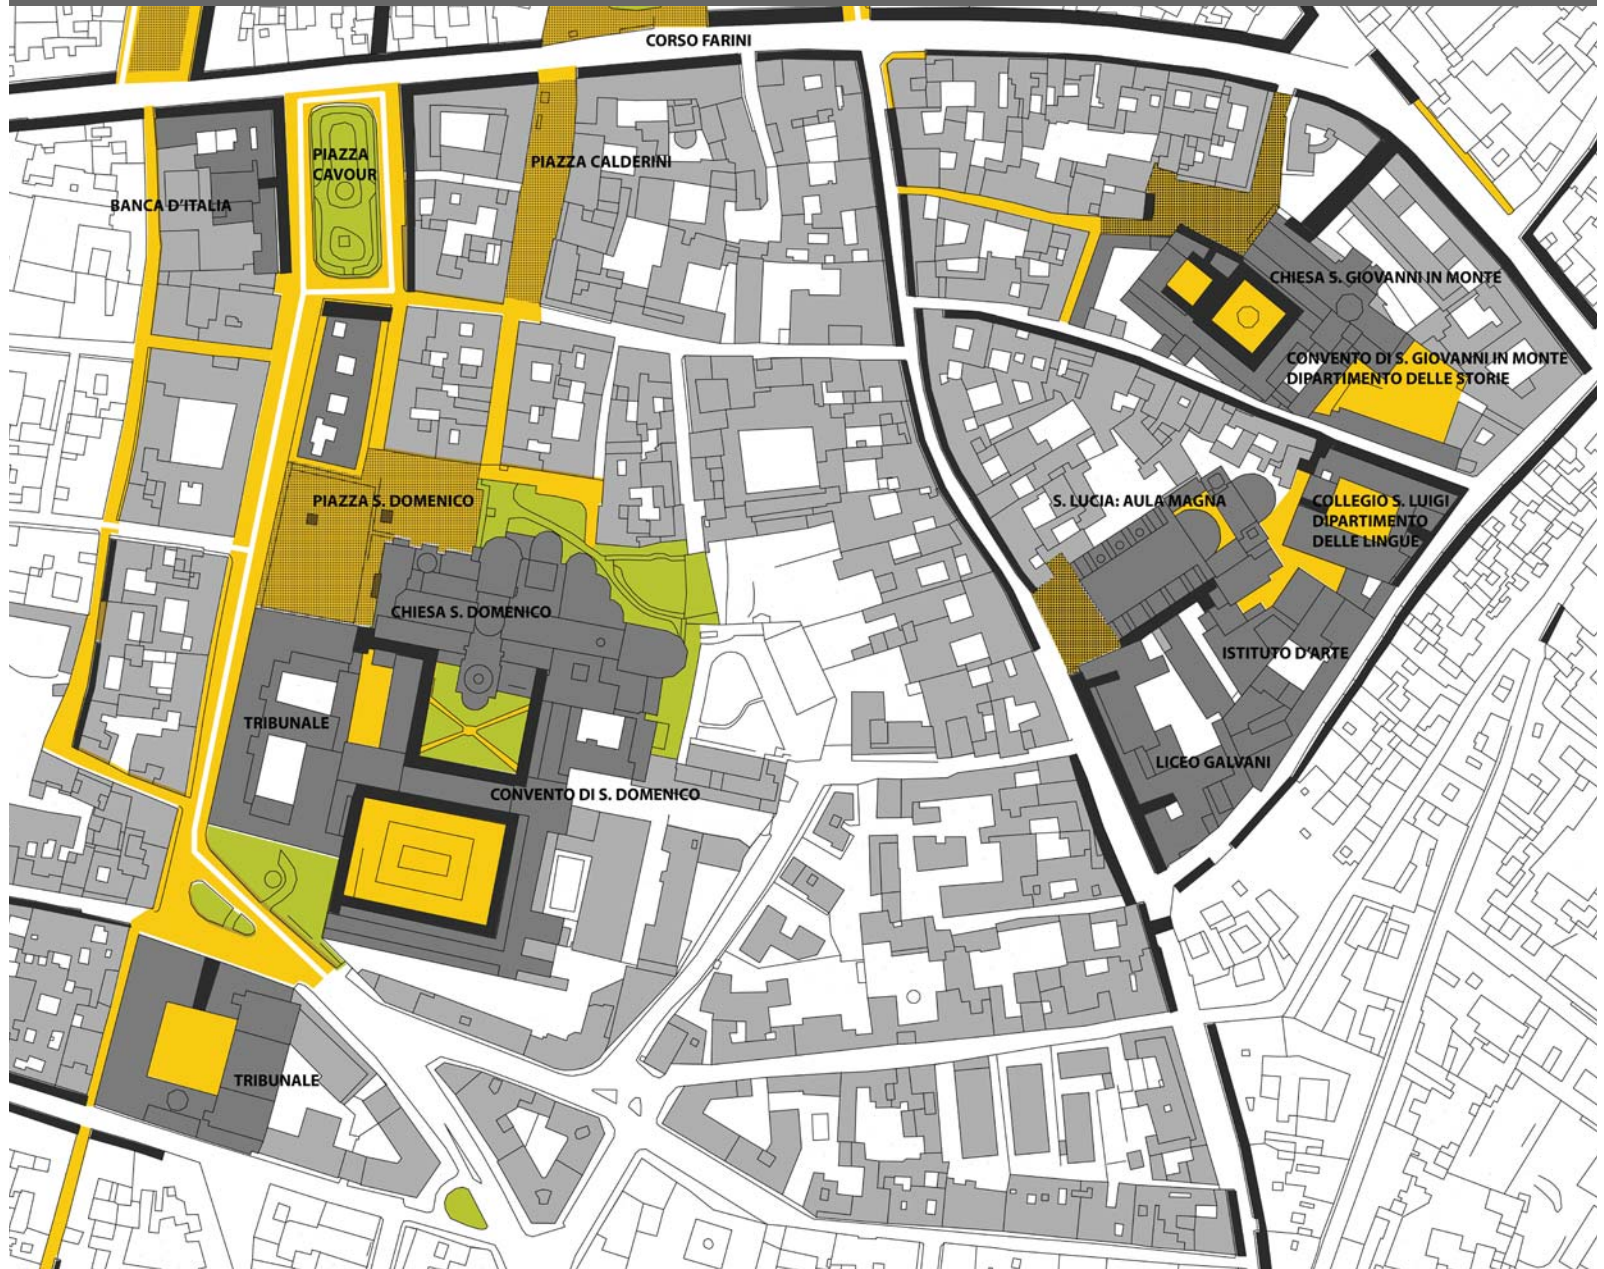 CORSO FARINI
PIAZZA
CAVOUR
PIAZZA CALDERINI
BANCA D'ITALIA
CHIESA S. GIOVANNI IN MONTE
CONVENTO DI S. GIOVANNI IN MONTE
DIPARTIMENTO DELLE STORIE
PIAZZA S. DOMENICO
S. LUCIA: AULA MAGNA
COLLEGIO S. LUIGI
DIPARTIMENTO
DELLE LINGUE
CHIESA S. DOMENICO
ISTITUTO D'ARTE
TRIBUNALE
LICEO GALVANI
CONVENTO DI S. DOMENICO
TRIBUNALE